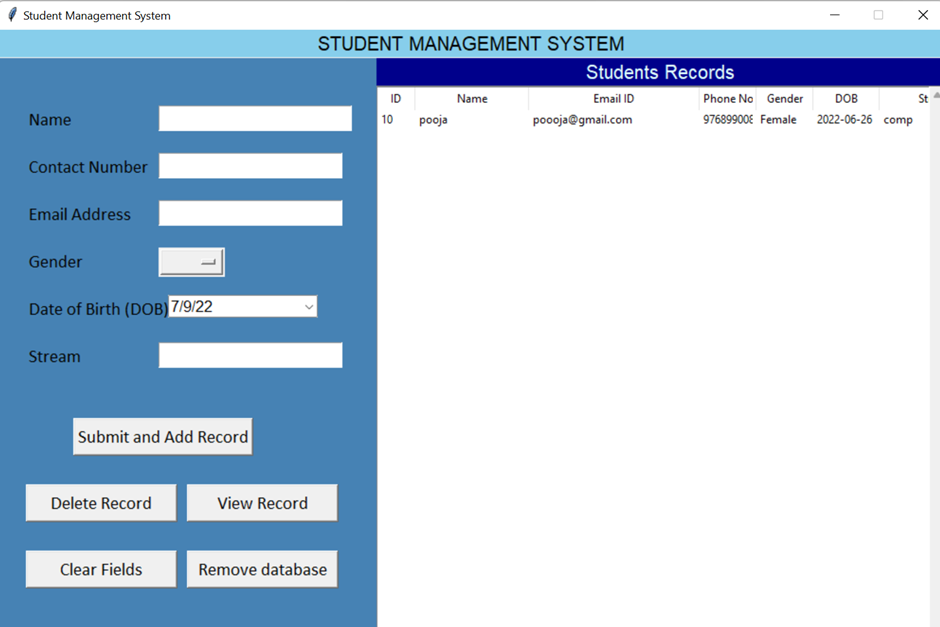 Student Management System
STUDENT MANAGEMENT SYSTEM
Students Records
ID Name Email ID Phone No Gender DOB St
10 pooja poooja@gmail.com 976899008 Female 2022-06-26 comp
Name
Contact Number
Email Address
Gender
Date of Birth (DOB) 7/9/22
Stream
Submit and Add Record
Delete Record View Record
Clear Fields Remove database